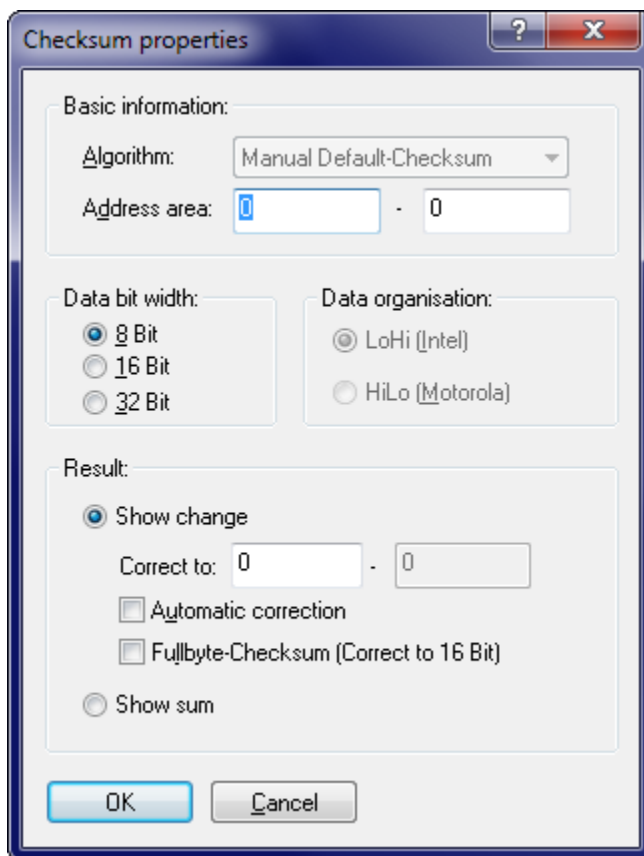 Checksum properties
?
Basic information:
Algorithm: Manual Default-Checksum
Address area: 0 - 0
Data bit width:
8 Bit
16 Bit
32 Bit
Data organisation:
LoHi (Intel)
HiLo (Motorola)
Result:
Show change
Correct to: 0 - 0
Automatic correction
Fullbyte-Checksum (Correct to 16 Bit)
Show sum
OK Cancel